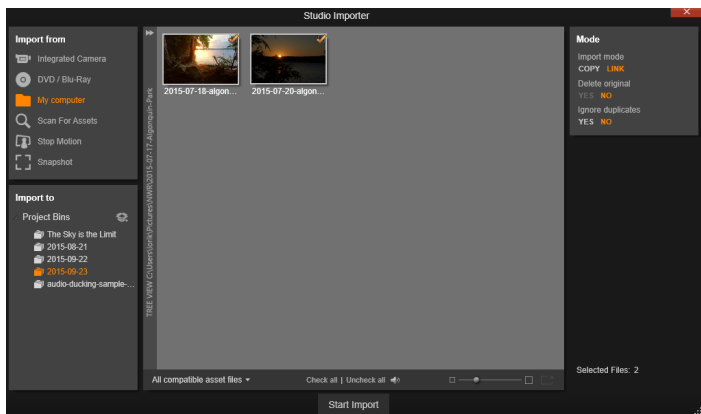 Studio Importer
Import from
Integrated Camera
DVD / Blu-Ray
My computer
Scan For Assets
Stop Motion
Snapshot
Import to
Project Bins
The Sky is the Limit
2015-08-21
2015-09-22
2015-09-23
audio-ducking-sample-...
TREE VIEW C:\Users\lorik\Pictures\NWR\2015-07-17-Algonquin-Park
2015-07-18-algon...
2015-07-20-algon...
All compatible asset files
Check all | Uncheck all
Mode
Import mode
COPY LINK
Delete original
YES NO
Ignore duplicates
YES NO
Selected Files: 2
Start Import